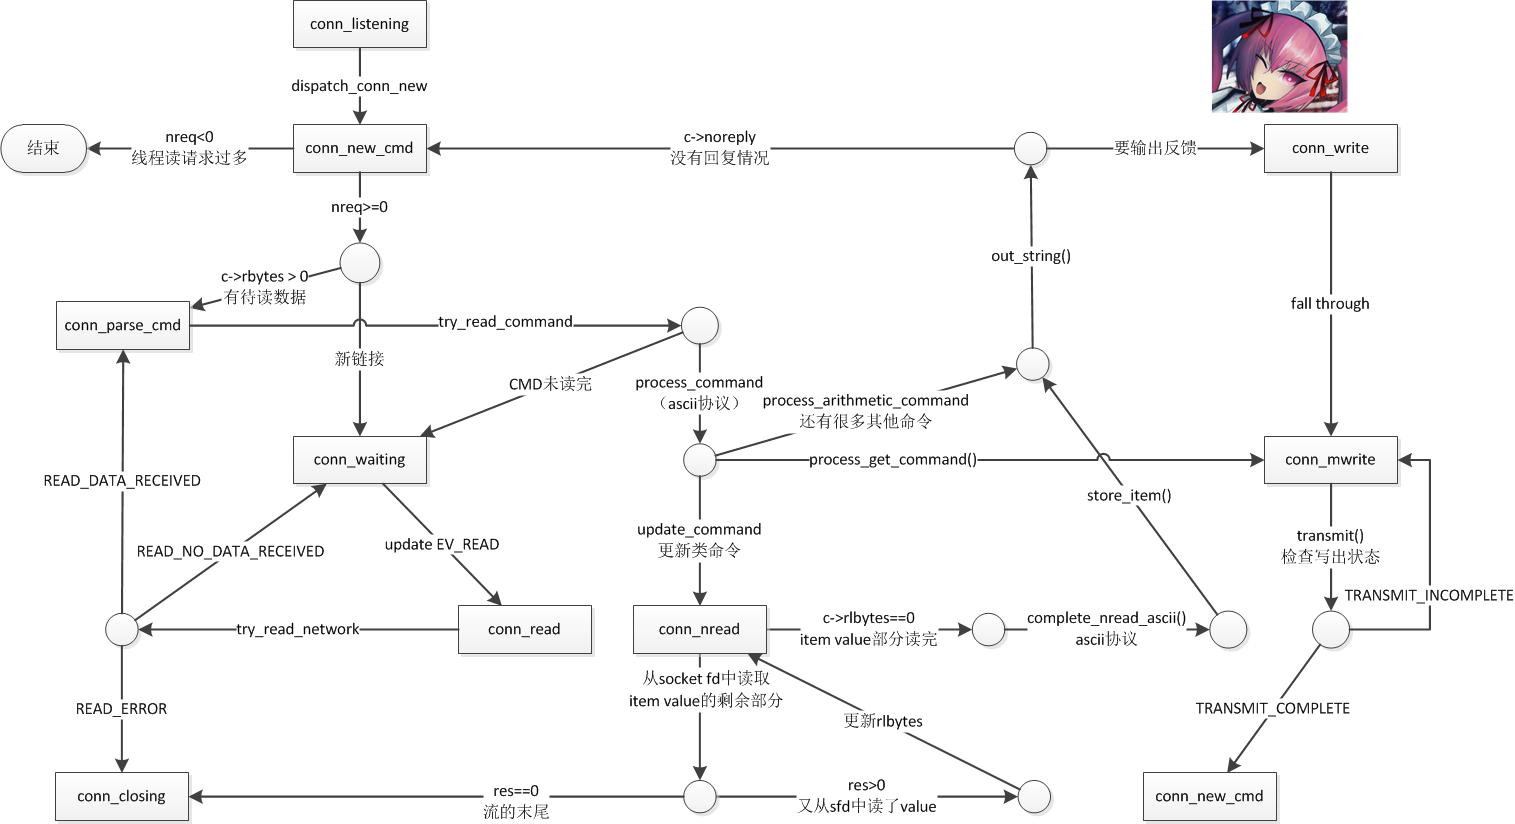 conn_listening
dispatch_conn_new
结束
nreq<0
线程读请求过多
conn_new_cmd
c->noreply
没有回复情况
要输出反馈
conn_write
nreq>=0
out_string()
c->rbytes > 0
有待读数据
fall through
conn_parse_cmd
try_read_command
新链接
CMD未读完
process_command
（ascii协议）
process_arithmetic_command
还有很多其他命令
conn_waiting
process_get_command()
conn_mwrite
READ_DATA_RECEIVED
store_item()
update_command
更新类命令
transmit()
检查写出状态
READ_NO_DATA_RECEIVED
update EV_READ
TRANSMIT_INCOMPLETE
try_read_network
conn_read
conn_nread
c->rlbytes==0
item value部分读完
complete_nread_ascii()
ascii协议
从socket fd中读取
item value的剩余部分
READ_ERROR
更新rlbytes
TRANSMIT_COMPLETE
conn_closing
res==0
流的末尾
res>0
又从sfd中读了value
conn_new_cmd